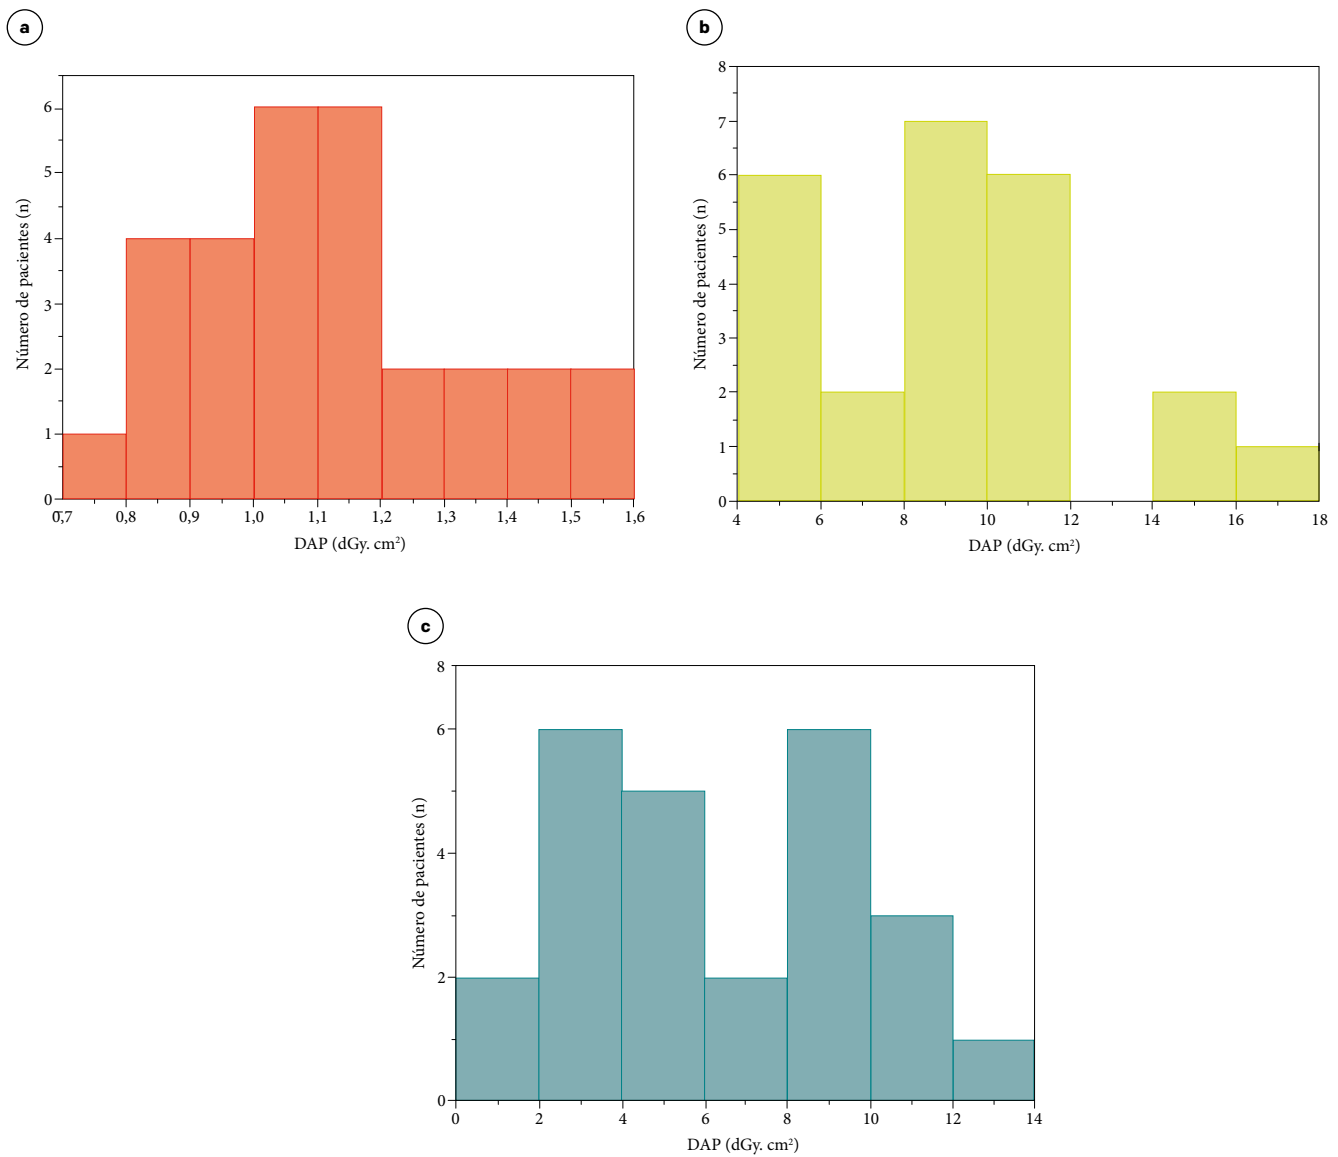 a
Número de pacientes (n)
6
5
4
3
2
1
0
0,7 0,8 0,9 1,0 1,1 1,2 1,3 1,4 1,5 1,6
DAP (dGy. cm²)
b
Número de pacientes (n)
8
7
6
5
4
3
2
1
0
4 6 8 10 12 14 16 18
DAP (dGy. cm²)
c
Número de pacientes (n)
8
6
4
2
0
0 2 4 6 8 10 12 14
DAP (dGy. cm²)